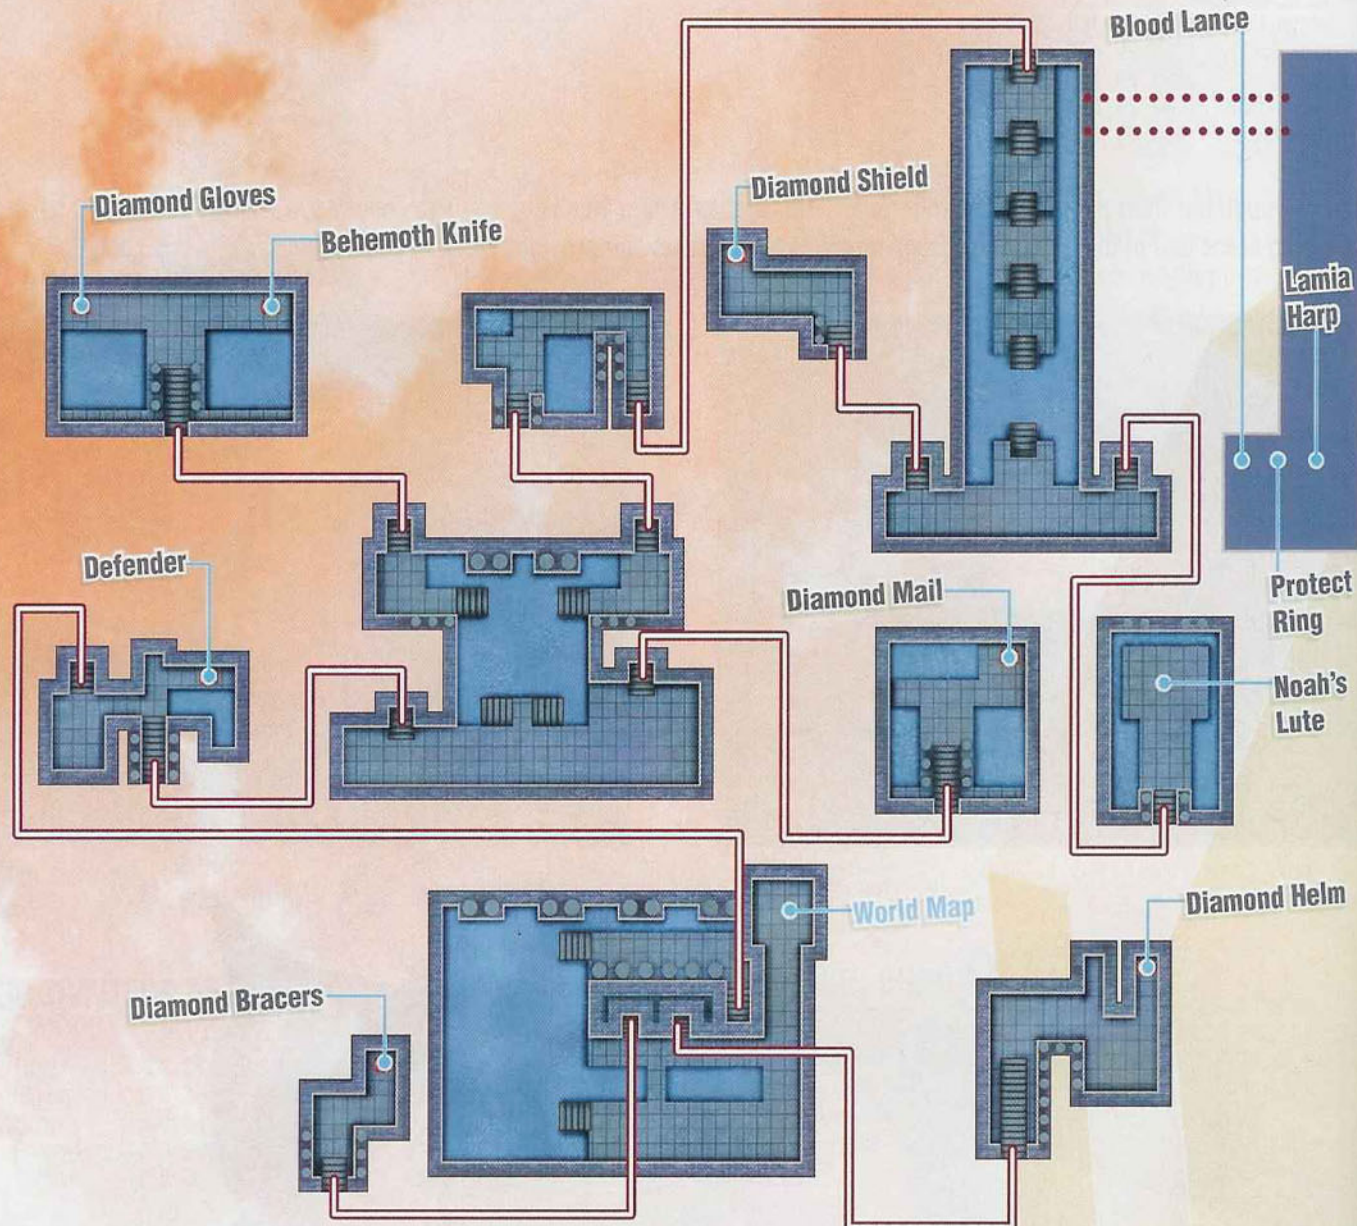 Blood Lance
Diamond Shield
Diamond Gloves
Behemoth Knife
Lamia
Harp
Defender
Diamond Mail
Protect
Ring
Noah's
Lute
World Map
Diamond Helm
Diamond Bracers